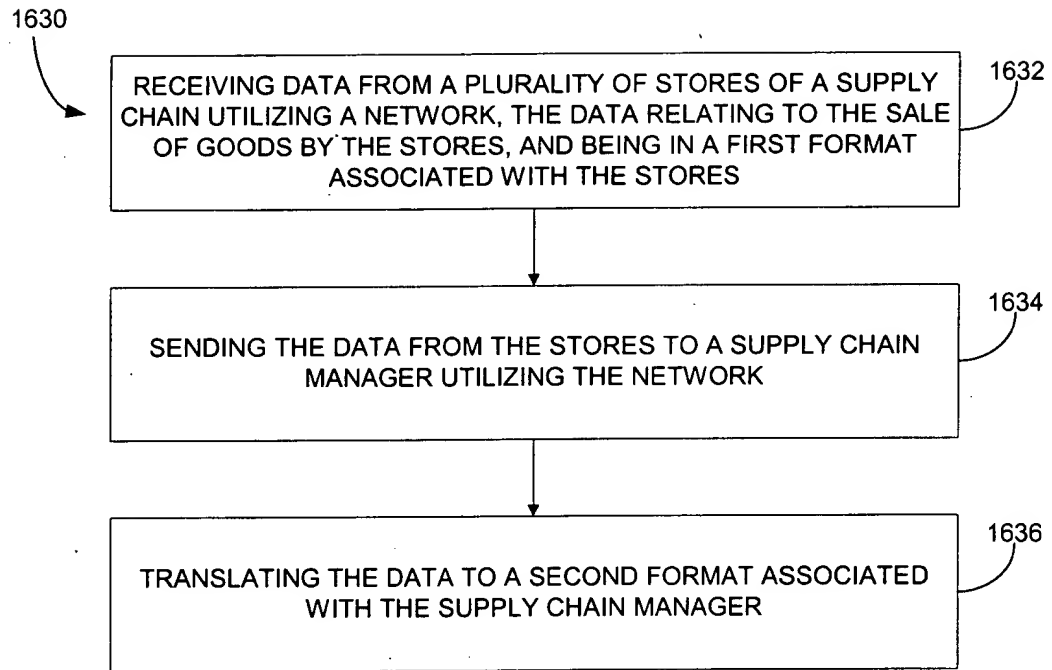 1630
RECEIVING DATA FROM A PLURALITY OF STORES OF A SUPPLY
CHAIN UTILIZING A NETWORK, THE DATA RELATING TO THE SALE
OF GOODS BY THE STORES, AND BEING IN A FIRST FORMAT
ASSOCIATED WITH THE STORES
1632
SENDING THE DATA FROM THE STORES TO A SUPPLY CHAIN
MANAGER UTILIZING THE NETWORK
1634
TRANSLATING THE DATA TO A SECOND FORMAT ASSOCIATED
WITH THE SUPPLY CHAIN MANAGER
1636